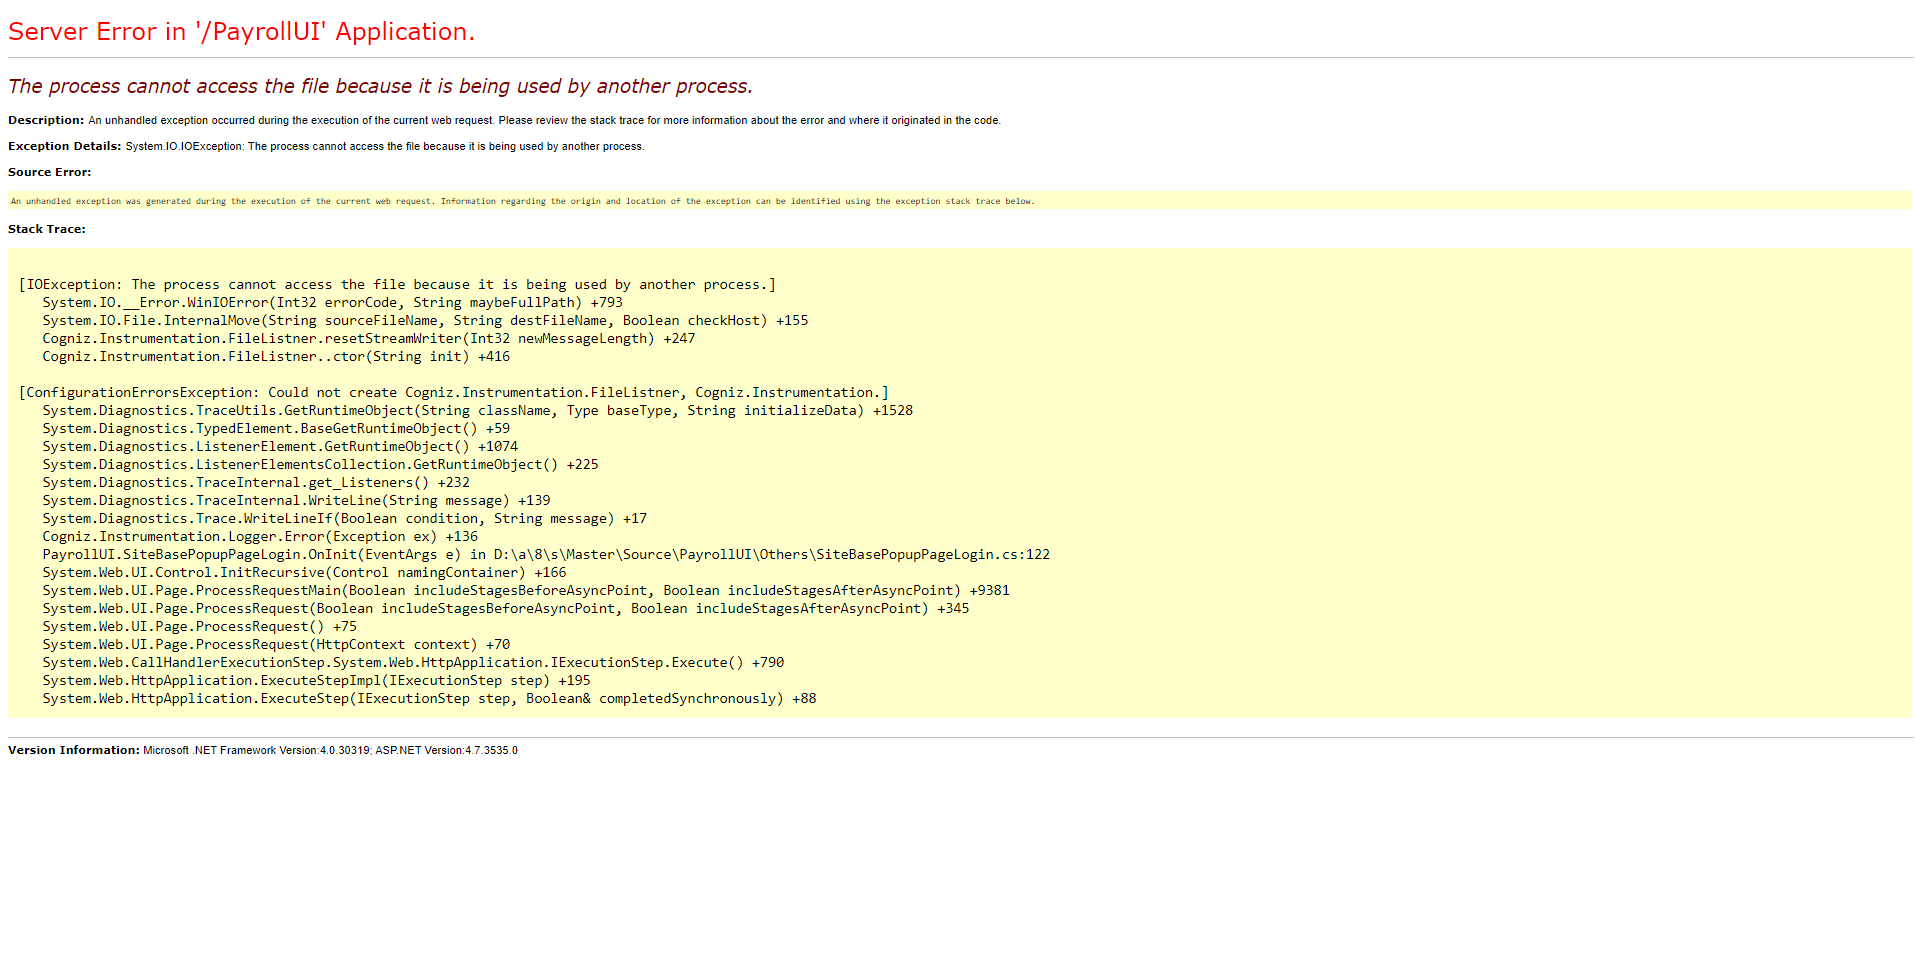 Server Error in '/PayrollUI' Application.
The process cannot access the file because it is being used by another process.
Description: An unhandled exception occurred during the execution of the current web request. Please review the stack trace for more information about the error and where it originated in the code.
Exception Details: System.IO.IOException: The process cannot access the file because it is being used by another process.
Source Error:
An unhandled exception was generated during the execution of the current web request. Information regarding the origin and location of the exception can be identified using the exception stack trace below.
Stack Trace:
[IOException: The process cannot access the file because it is being used by another process.]
System.IO.__Error.WinIOError(Int32 errorCode, String maybeFullPath) +793
System.IO.File.InternalMove(String sourceFileName, String destFileName, Boolean checkHost) +155
Cogniz.Instrumentation.FileListner.resetStreamWriter(Int32 newMessageLength) +247
Cogniz.Instrumentation.FileListner..ctor(String init) +416
[ConfigurationErrorsException: Could not create Cogniz.Instrumentation.FileListner, Cogniz.Instrumentation.]
System.Diagnostics.TraceUtils.GetRuntimeObject(String className, Type baseType, String initializeData) +1528
System.Diagnostics.TypedElement.BaseGetRuntimeObject() +59
System.Diagnostics.ListenerElement.GetRuntimeObject() +1074
System.Diagnostics.ListenerElementsCollection.GetRuntimeObject() +225
System.Diagnostics.TraceInternal.get_Listeners() +232
System.Diagnostics.TraceInternal.WriteLine(String message) +139
System.Diagnostics.Trace.WriteLineIf(Boolean condition, String message) +17
Cogniz.Instrumentation.Logger.Error(Exception ex) +136
PayrollUI.SiteBasePopupPageLogin.OnInit(EventArgs e) in D:\a\8\s\Master\Source\PayrollUI\Others\SiteBasePopupPageLogin.cs:122
System.Web.UI.Control.InitRecursive(Control namingContainer) +166
System.Web.UI.Page.ProcessRequestMain(Boolean includeStagesBeforeAsyncPoint, Boolean includeStagesAfterAsyncPoint) +9381
System.Web.UI.Page.ProcessRequest(Boolean includeStagesBeforeAsyncPoint, Boolean includeStagesAfterAsyncPoint) +345
System.Web.UI.Page.ProcessRequest() +75
System.Web.UI.Page.ProcessRequest(HttpContext context) +70
System.Web.CallHandlerExecutionStep.System.Web.HttpApplication.IExecutionStep.Execute() +790
System.Web.HttpApplication.ExecuteStepImpl(IExecutionStep step) +195
System.Web.HttpApplication.ExecuteStep(IExecutionStep step, Boolean& completedSynchronously) +88
Version Information: Microsoft .NET Framework Version:4.0.30319; ASP.NET Version:4.7.3535.0